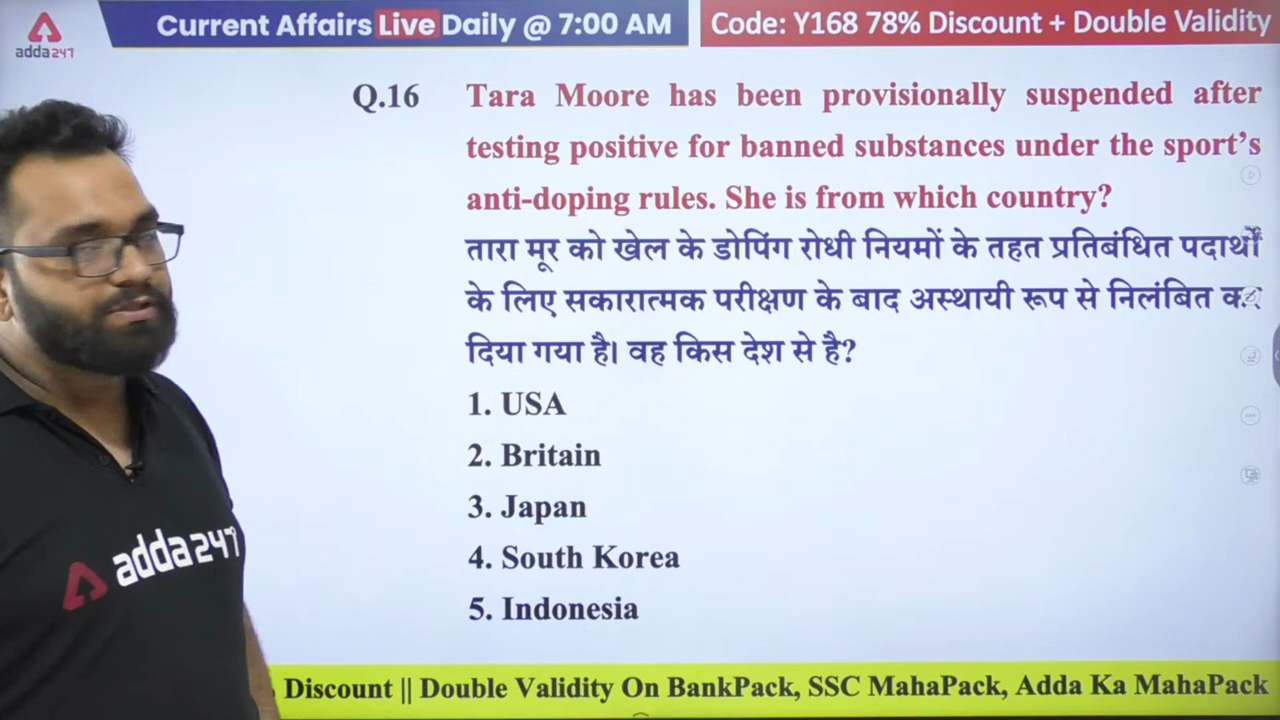 adda247
Current Affairs Live Daily @ 7:00 AM
Code: Y168 78% Discount + Double Validity
Q.16 Tara Moore has been provisionally suspended after
testing positive for banned substances under the sport's
anti-doping rules. She is from which country?
तारा मूर को खेल के डोपिंग रोधी नियमों के तहत प्रतिबंधित पदार्थों
के लिए सकारात्मक परीक्षण के बाद अस्थायी रूप से निलंबित कर
दिया गया है। वह किस देश से है?
1. USA
2. Britain
3. Japan
4. South Korea
5. Indonesia
adda247
Discount || Double Validity On BankPack, SSC MahaPack, Adda Ka MahaPack